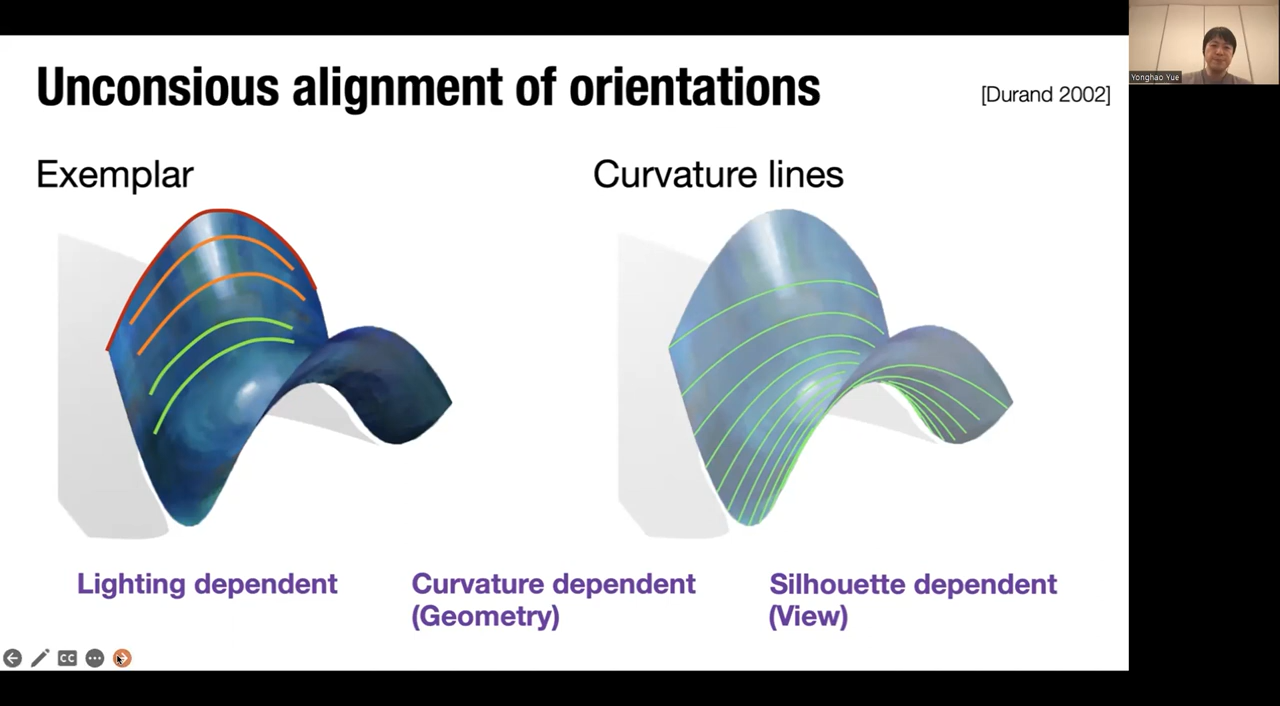 Unconsious alignment of orientations
[Durand 2002]
Yonghao Yue
Exemplar
Curvature lines
Lighting dependent
Curvature dependent
(Geometry)
Silhouette dependent
(View)
CC